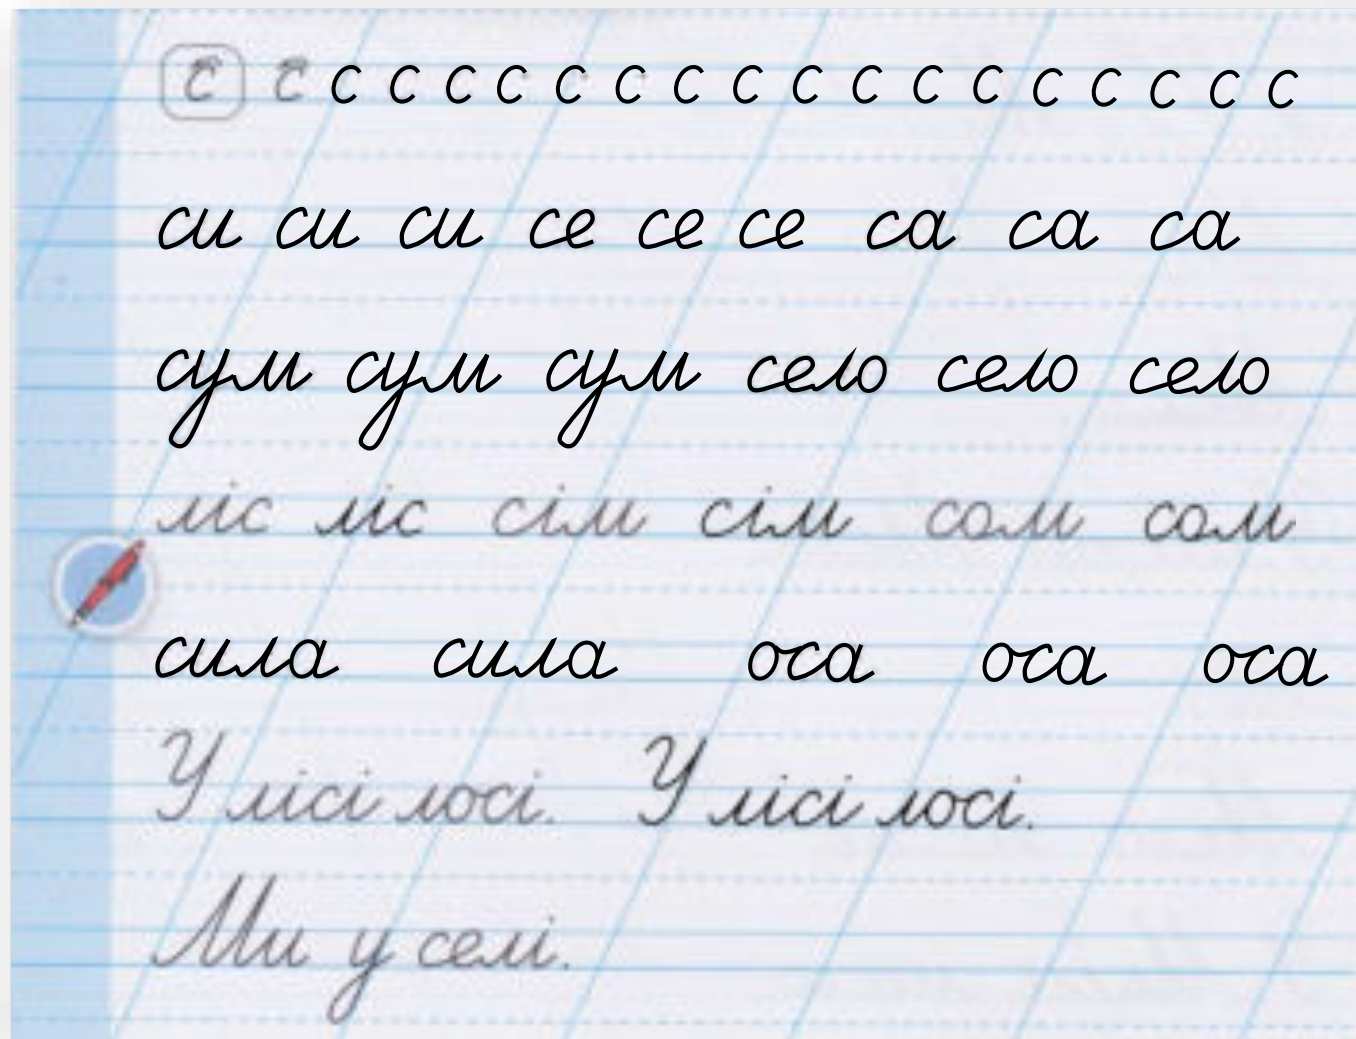 с с с с с с с с с с с с с с с с с с с
си си си се се се са са са
сум сум сум село село село
ліс ліс сім сім сом сом
сила сила оса оса оса
У лісі лосі. У лісі лосі.
Ми у селі.